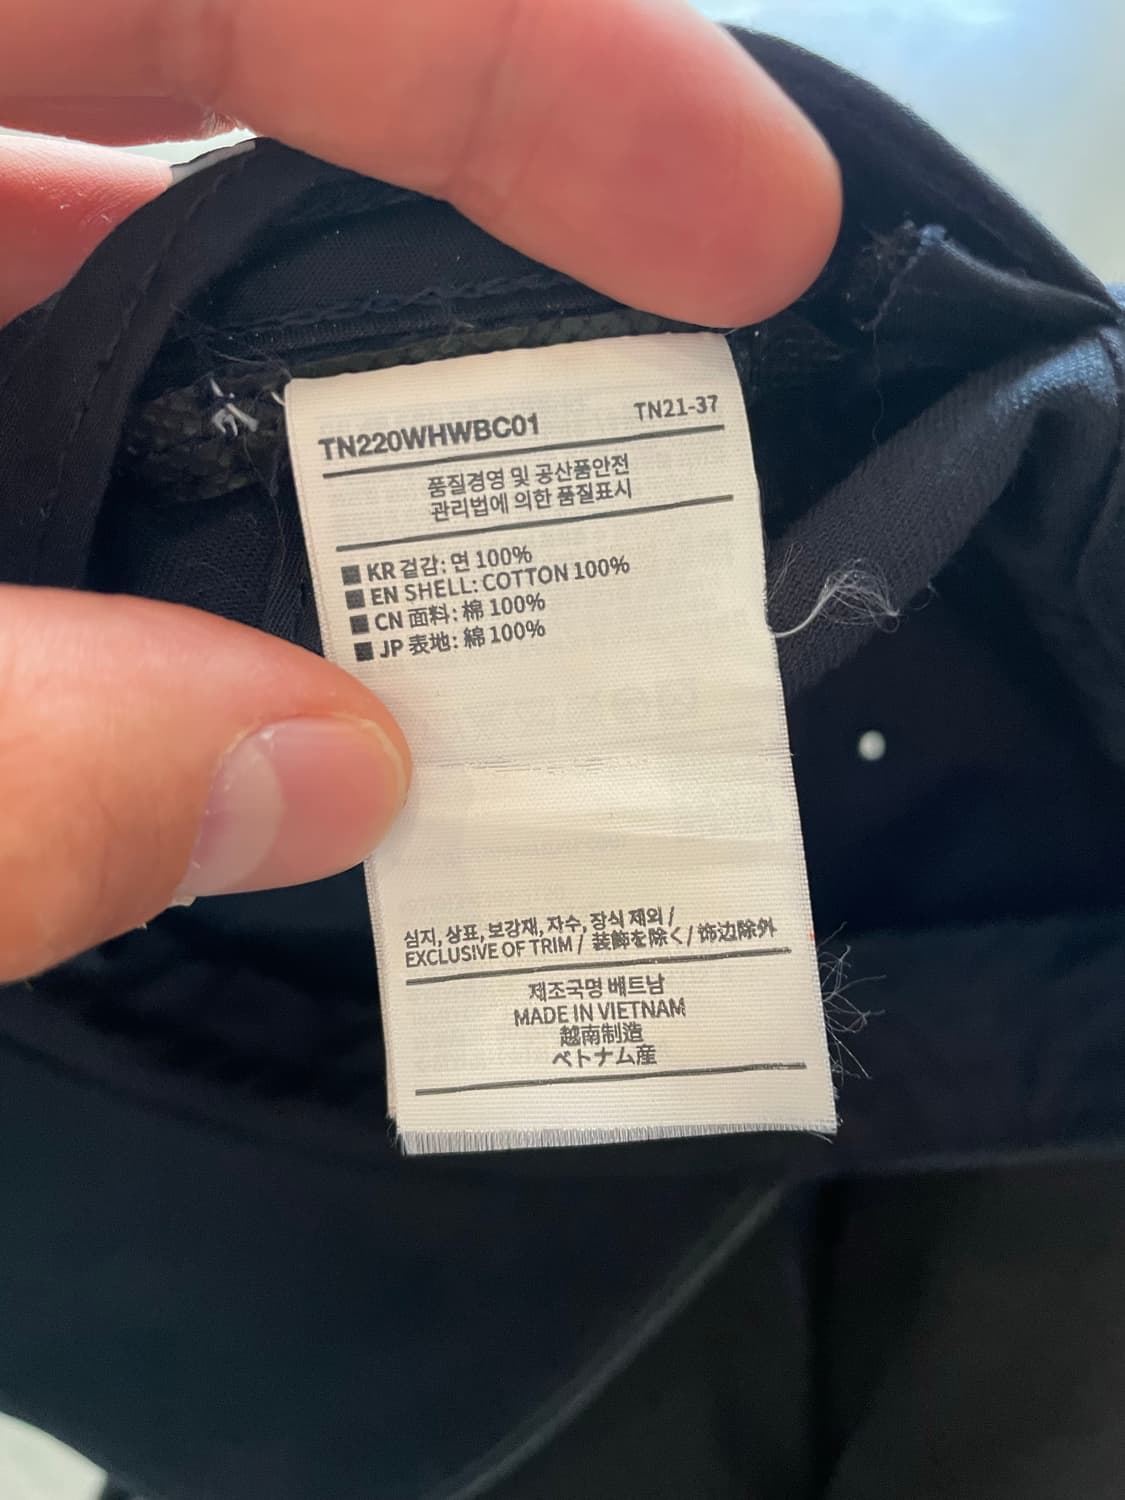 TN220WHWBC01 TN21-37
품질경영 및 공산품안전
관리법에 의한 품질표시
KR 겉감: 면 100%
EN SHELL: COTTON 100%
CN 面料: 棉 100%
JP 表地: 綿 100%
심지, 상표, 보강재, 자수, 장식 제외 /
EXCLUSIVE OF TRIM / 装飾を除く / 饰边除外
제조국명 베트남
MADE IN VIETNAM
越南制造
ベトナム産